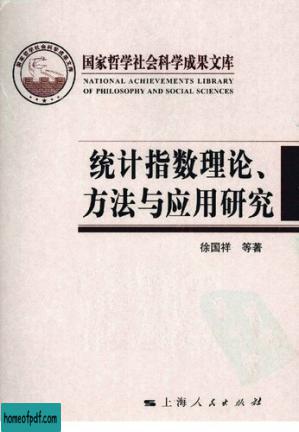 国家哲学社会科学成果文库
NATIONAL ACHIEVEMENTS LIBRARY
OF PHILOSOPHY AND SOCIAL SCIENCES
统计指数理论、
方法与应用研究
徐国祥 等著
上海人民出版社
www.homeofpdf.com